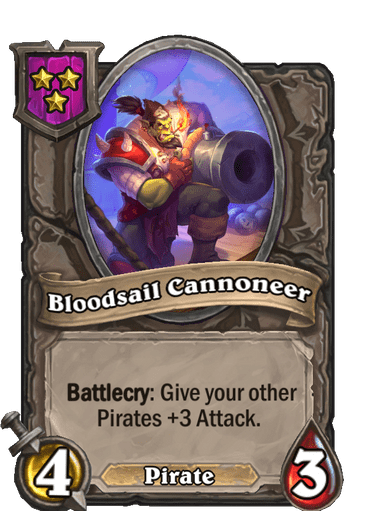 Bloodsail Cannoneer
Battlecry: Give your other
Pirates +3 Attack.
4
Pirate
3